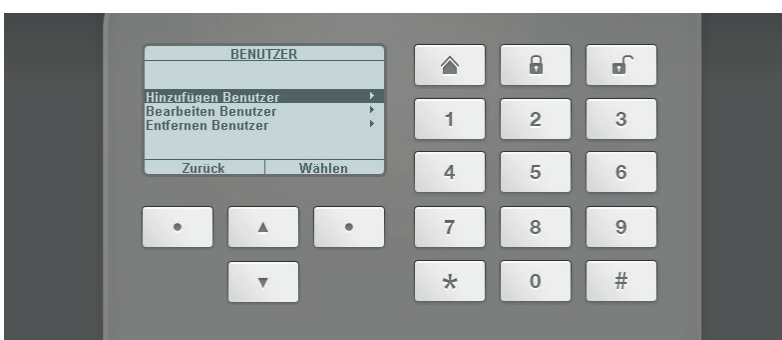 BENUTZER
Hinzufügen Benutzer
Bearbeiten Benutzer
Entfernen Benutzer
Zurück Wählen
1 2 3
4 5 6
7 8 9
* 0 #